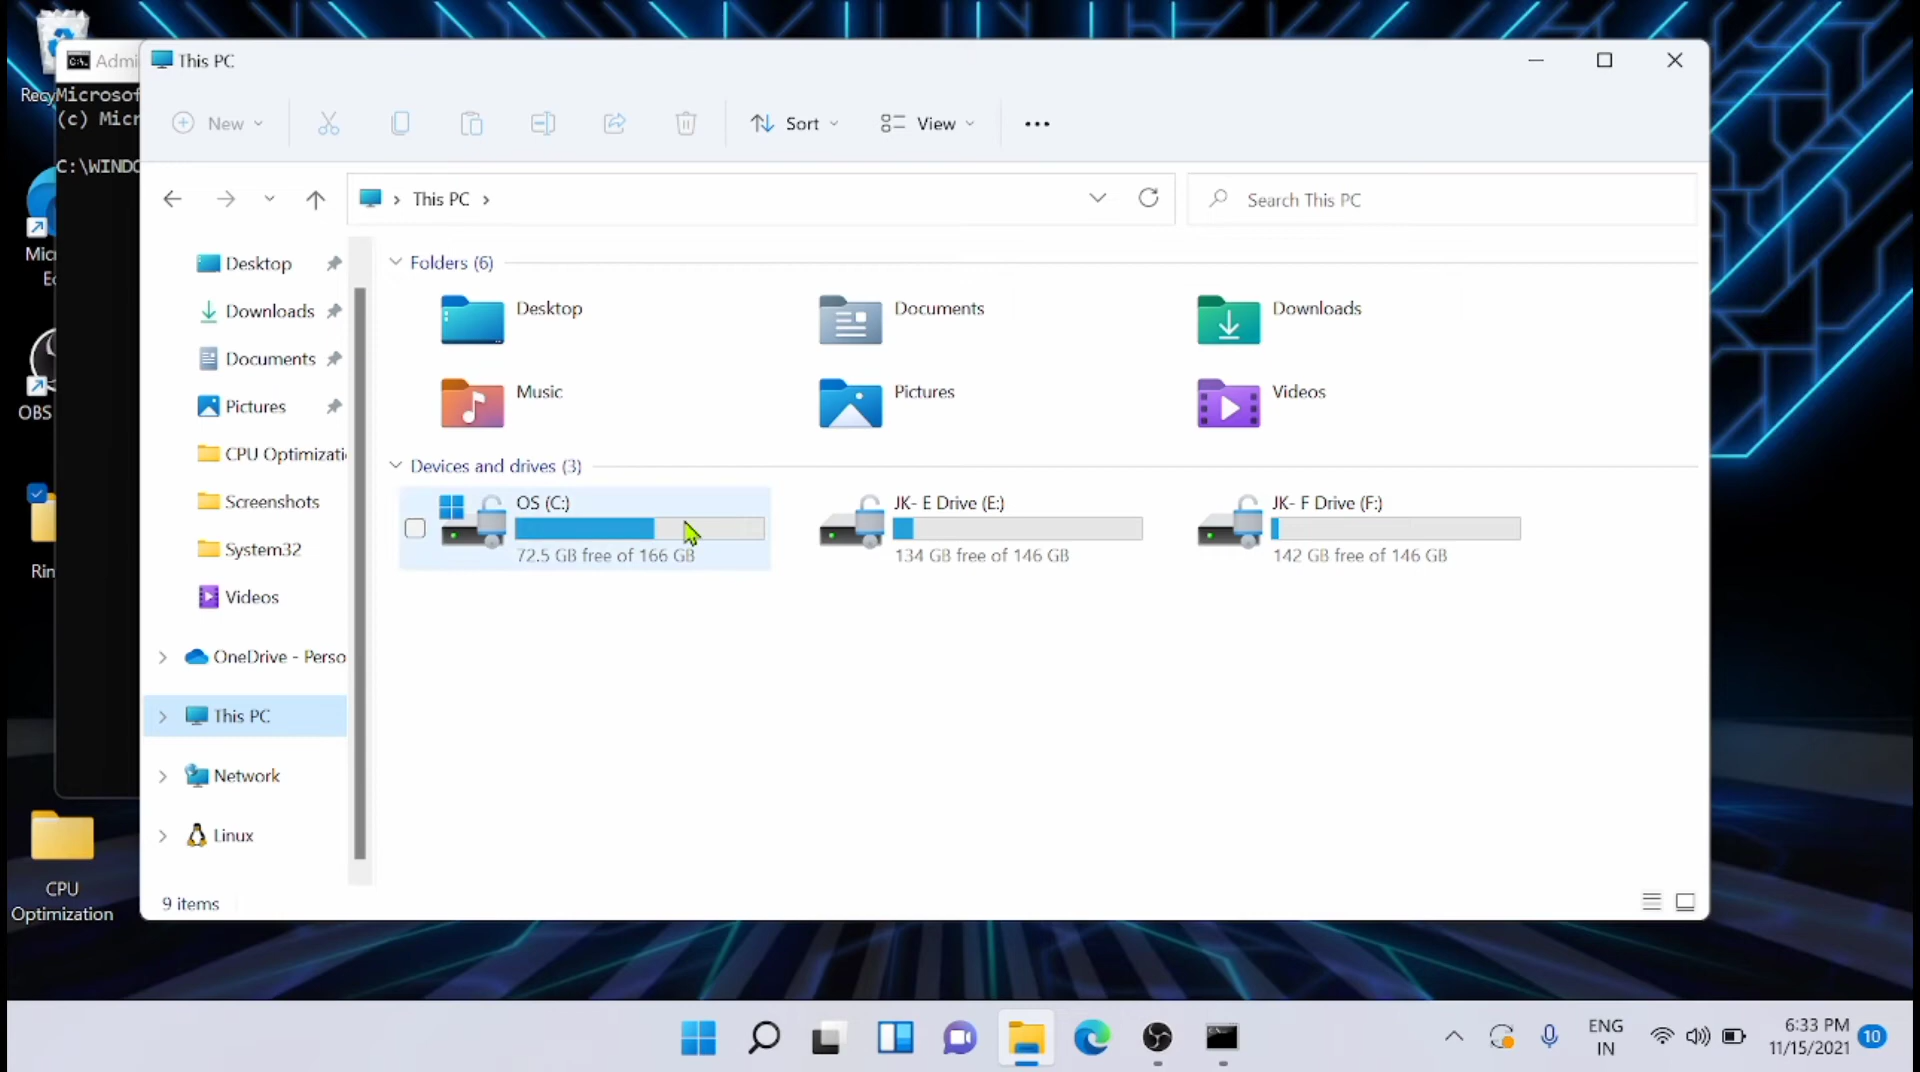 Recy
Admi
Microsof
(c) Micr
C:\WINDO
Mic
OBS
Rin
CPU
Optimization
This PC
New
Sort
View
This PC
Search This PC
Desktop
Downloads
Documents
Pictures
CPU Optimizati
Screenshots
System32
Videos
OneDrive - Perso
This PC
Network
Linux
Folders (6)
Desktop
Documents
Downloads
Music
Pictures
Videos
Devices and drives (3)
OS (C:)
72.5 GB free of 166 GB
JK- E Drive (E:)
134 GB free of 146 GB
JK- F Drive (F:)
142 GB free of 146 GB
9 items
ENG
IN
6:33 PM
11/15/2021
10